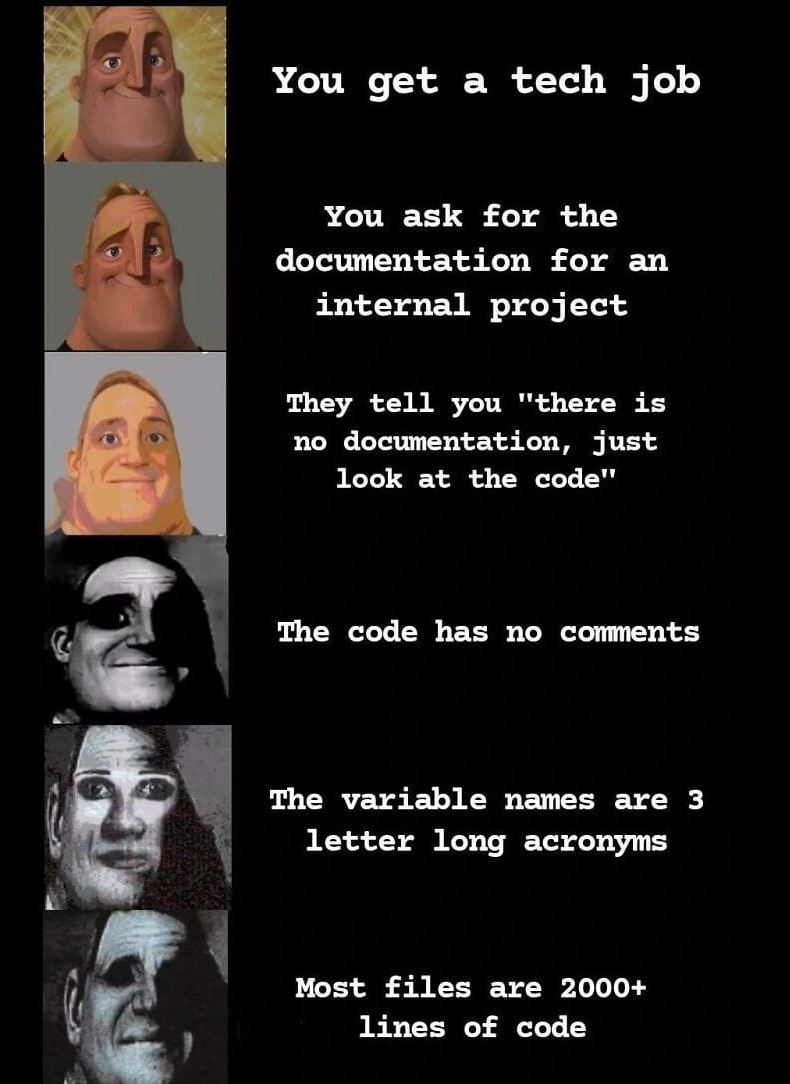 You get a tech job
You ask for the
documentation for an
internal project
They tell you "there is
no documentation, just
look at the code"
The code has no comments
The variable names are 3
letter long acronyms
Most files are 2000+
lines of code